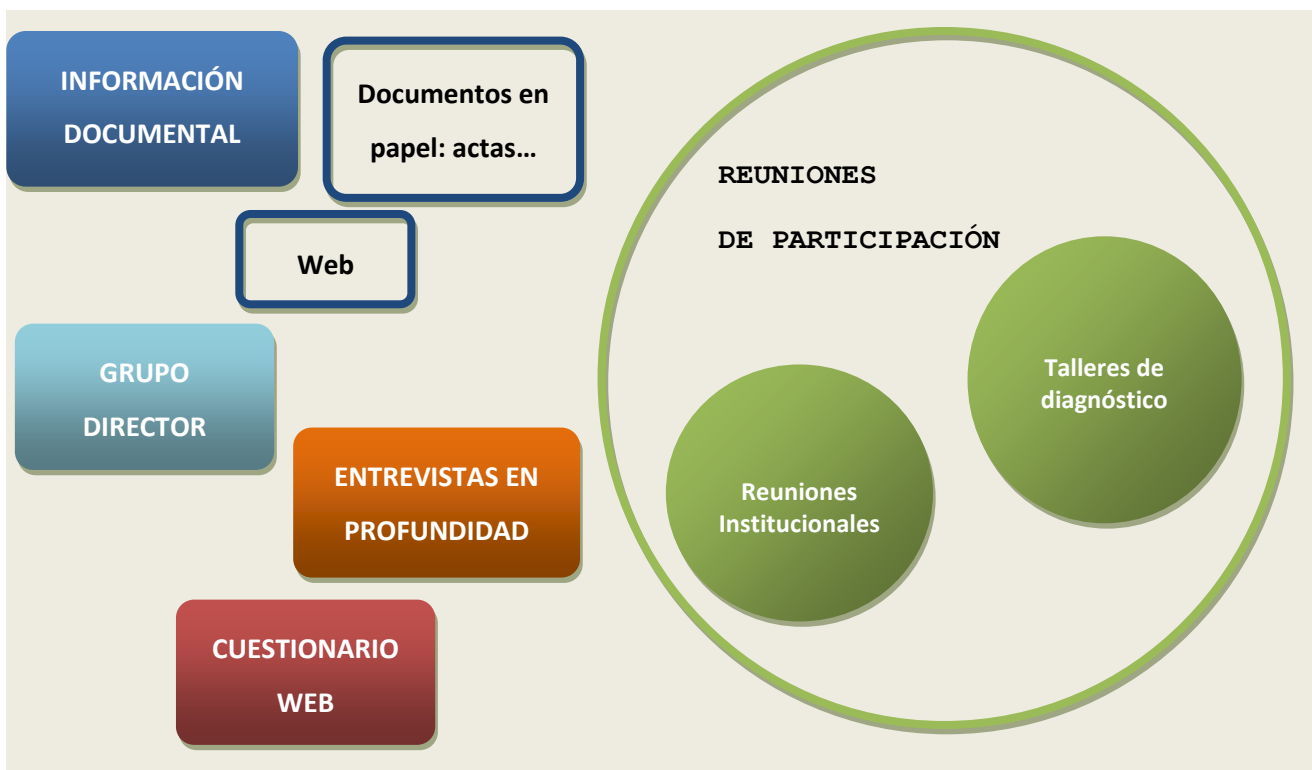 INFORMACIÓN
DOCUMENTAL
Documentos en
papel: actas…
Web
GRUPO
DIRECTOR
ENTREVISTAS EN
PROFUNDIDAD
CUESTIONARIO
WEB
REUNIONES
DE PARTICIPACIÓN
Talleres de
diagnóstico
Reuniones
Institucionales